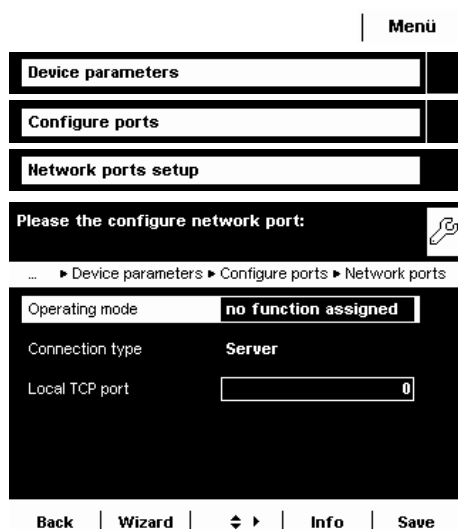 Menü
Device parameters
Configure ports
Network ports setup
Please the configure network port:
... ▸ Device parameters ▸ Configure ports ▸ Network ports
Operating mode no function assigned
Connection type Server
Local TCP port 0
Back | Wizard | | Info | Save